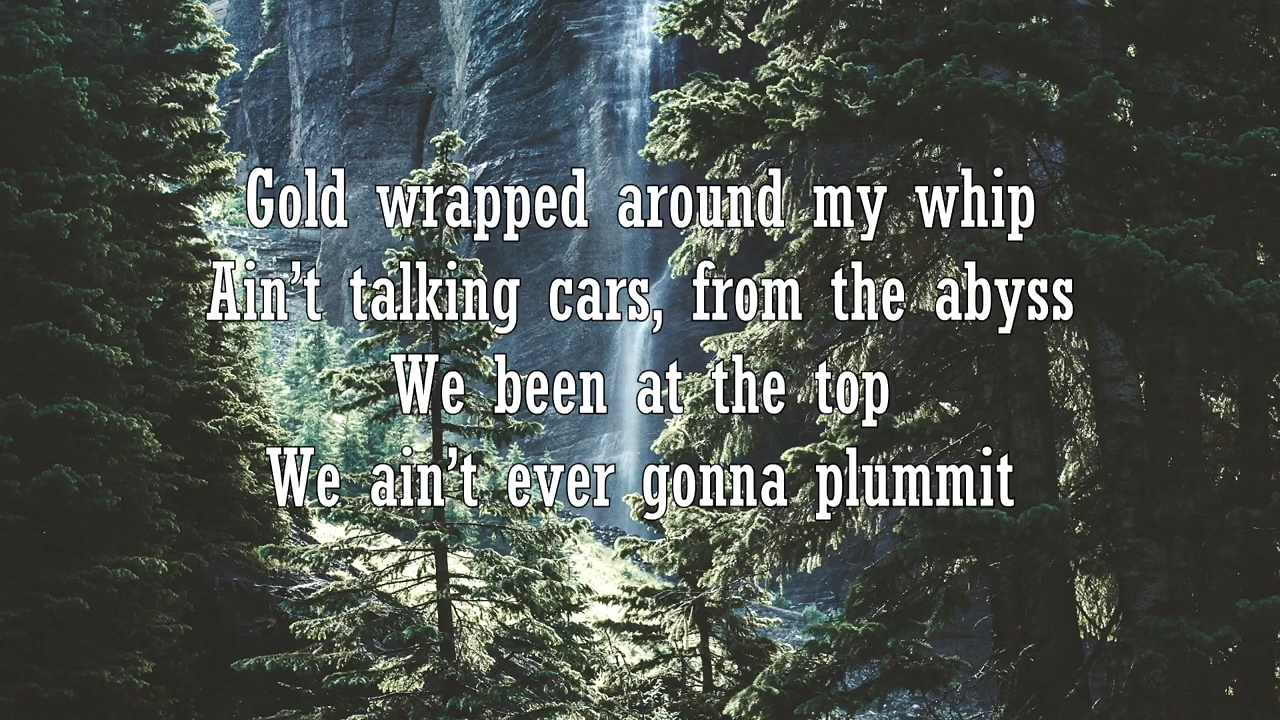 Gold wrapped around my whip
Ain't talking cars, from the abyss
We been at the top
We ain't ever gonna plummit